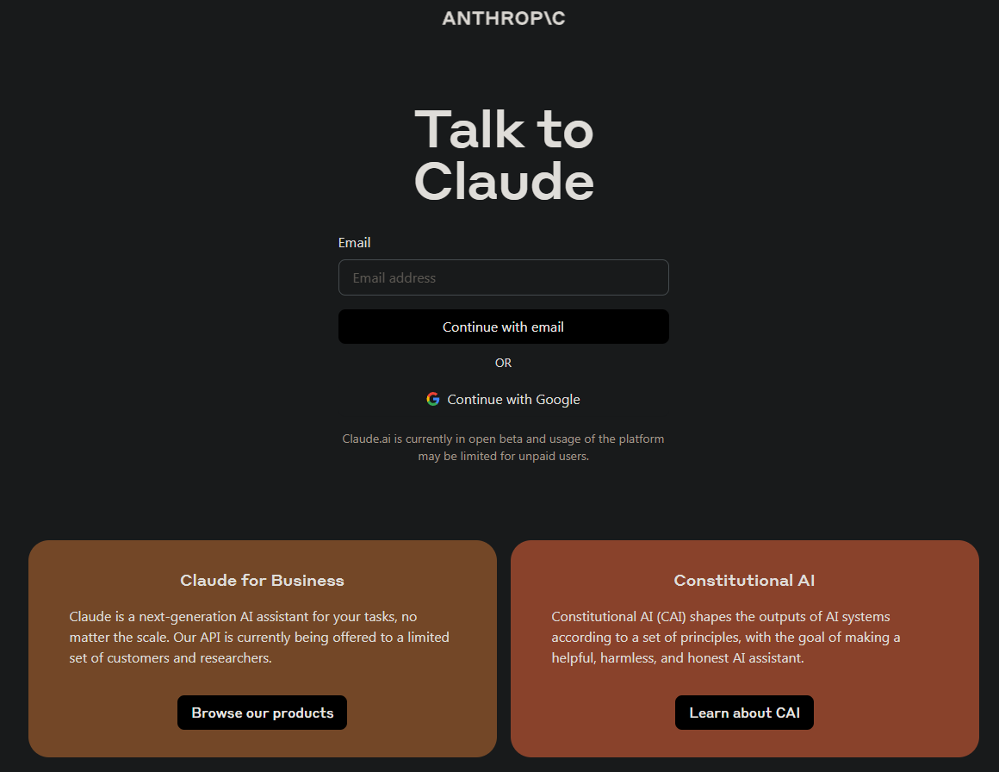 ANTHROP\C
Talk to
Claude
Email
Email address
Continue with email
OR
Continue with Google
Claude.ai is currently in open beta and usage of the platform
may be limited for unpaid users.
Claude for Business
Claude is a next-generation AI assistant for your tasks, no
matter the scale. Our API is currently being offered to a limited
set of customers and researchers.
Browse our products
Constitutional AI
Constitutional AI (CAI) shapes the outputs of AI systems
according to a set of principles, with the goal of making a
helpful, harmless, and honest AI assistant.
Learn about CAI